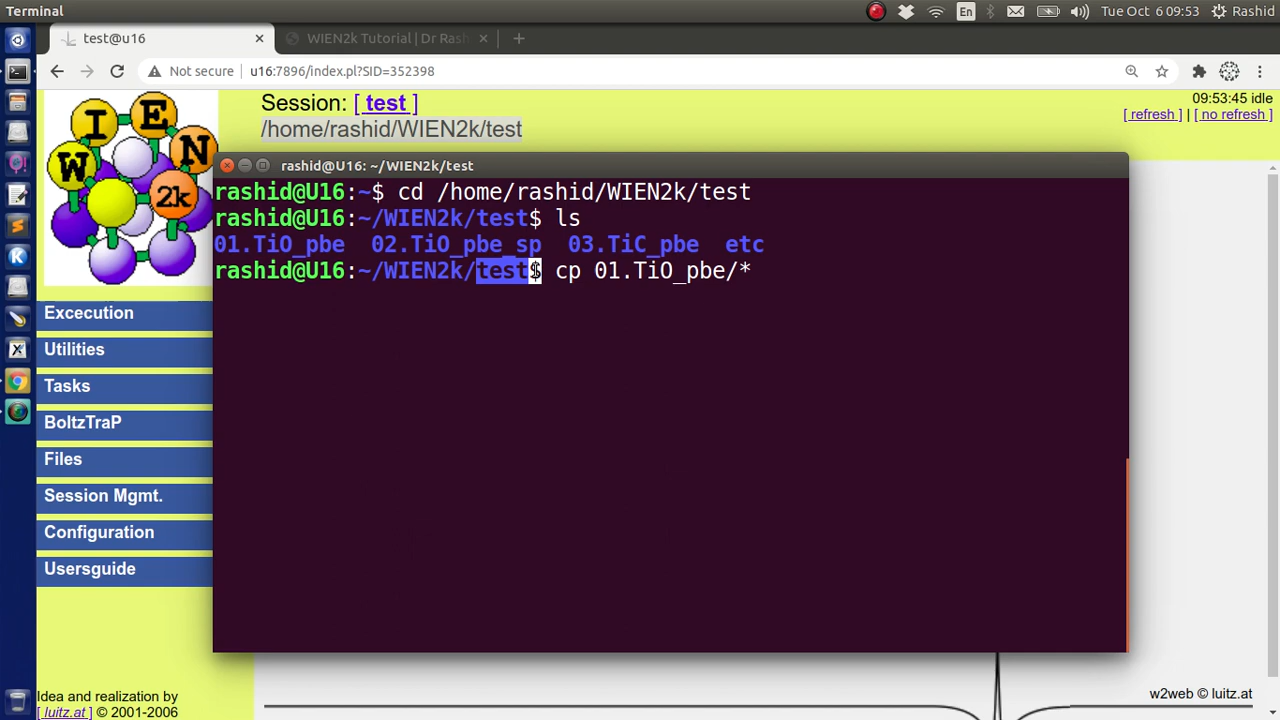 Terminal
En
Tue Oct 6 09:53
Rashid
test@u16
WIEN2k Tutorial | Dr Rash
Not secure
u16:7896/index.pl?SID=352398
W I E N 2k
Session: [ test ]
/home/rashid/WIEN2k/test
09:53:45 idle
[ refresh ] | [ no refresh ]
rashid@U16: ~/WIEN2k/test
rashid@U16:~$ cd /home/rashid/WIEN2k/test
rashid@U16:~/WIEN2k/test$ ls
01.TiO_pbe 02.TiO_pbe_sp 03.TiC_pbe etc
rashid@U16:~/WIEN2k/test$ cp 01.TiO_pbe/*
Excecution
Utilities
Tasks
BoltzTraP
Files
Session Mgmt.
Configuration
Usersguide
Idea and realization by
[ luitz.at ] © 2001-2006
w2web © luitz.at